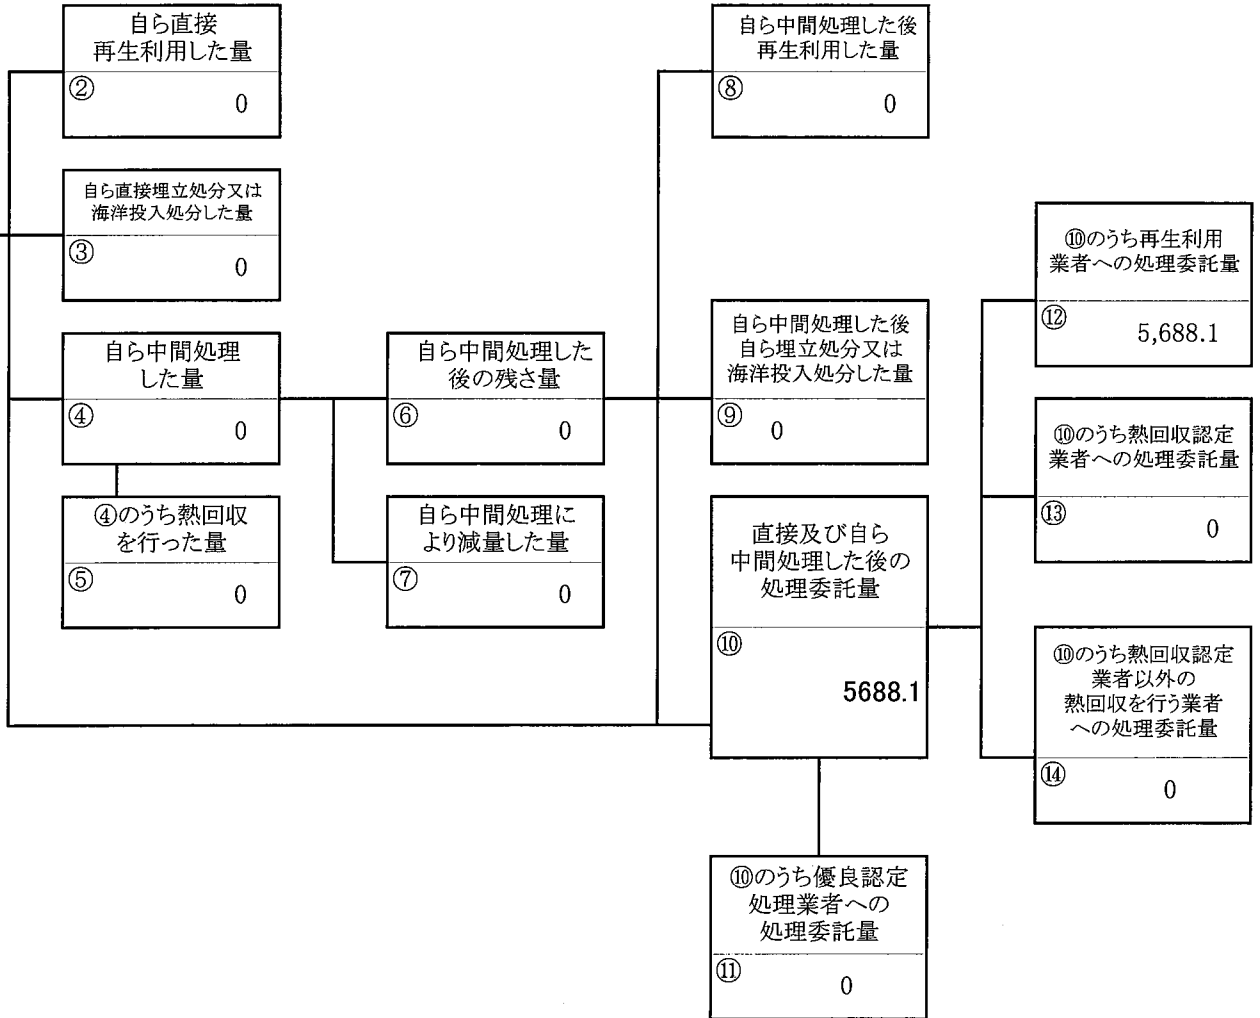 自ら直接
再生利用した量
②
0
自ら直接埋立処分又は
海洋投入処分した量
③
0
自ら中間処理
した量
④
0
④のうち熱回収
を行った量
⑤
0
自ら中間処理した
後の残さ量
⑥
0
自ら中間処理に
より減量した量
⑦
0
自ら中間処理した後
再生利用した量
⑧
0
自ら中間処理した後
自ら埋立処分又は
海洋投入処分した量
⑨
0
直接及び自ら
中間処理した後の
処理委託量
⑩
5688.1
⑩のうち優良認定
処理業者への
処理委託量
⑪
0
⑩のうち再生利用
業者への処理委託量
⑫
5,688.1
⑩のうち熱回収認定
業者への処理委託量
⑬
0
⑩のうち熱回収認定
業者以外の
熱回収を行う業者
への処理委託量
⑭
0